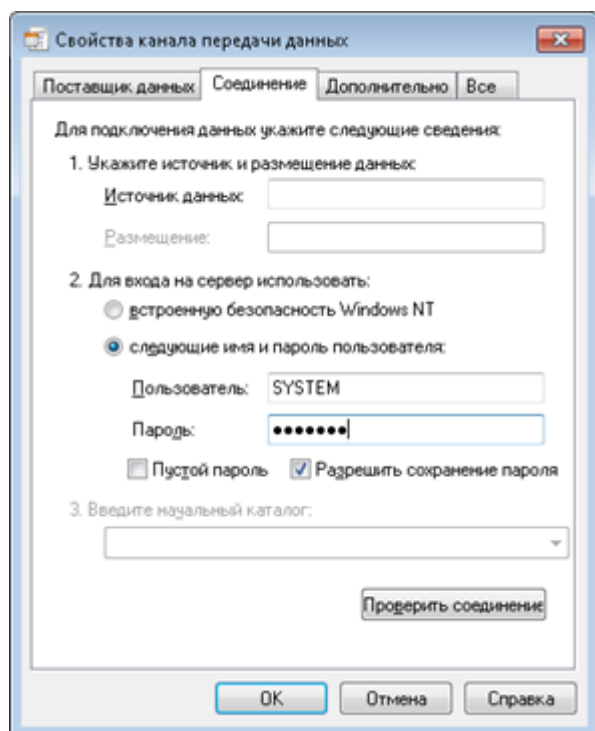 Свойства канала передачи данных
Поставщик данных Соединение Дополнительно Все
Для подключения данных укажите следующие сведения:
1. Укажите источник и размещение данных:
Источник данных:
Размещение:
2. Для входа на сервер использовать:
встроенную безопасность Windows NT
следующие имя и пароль пользователя:
Пользователь: SYSTEM
Пароль: •••••••
Пустой пароль Разрешить сохранение пароля
3. Введите начальный каталог:
Проверить соединение
ОК Отмена Справка